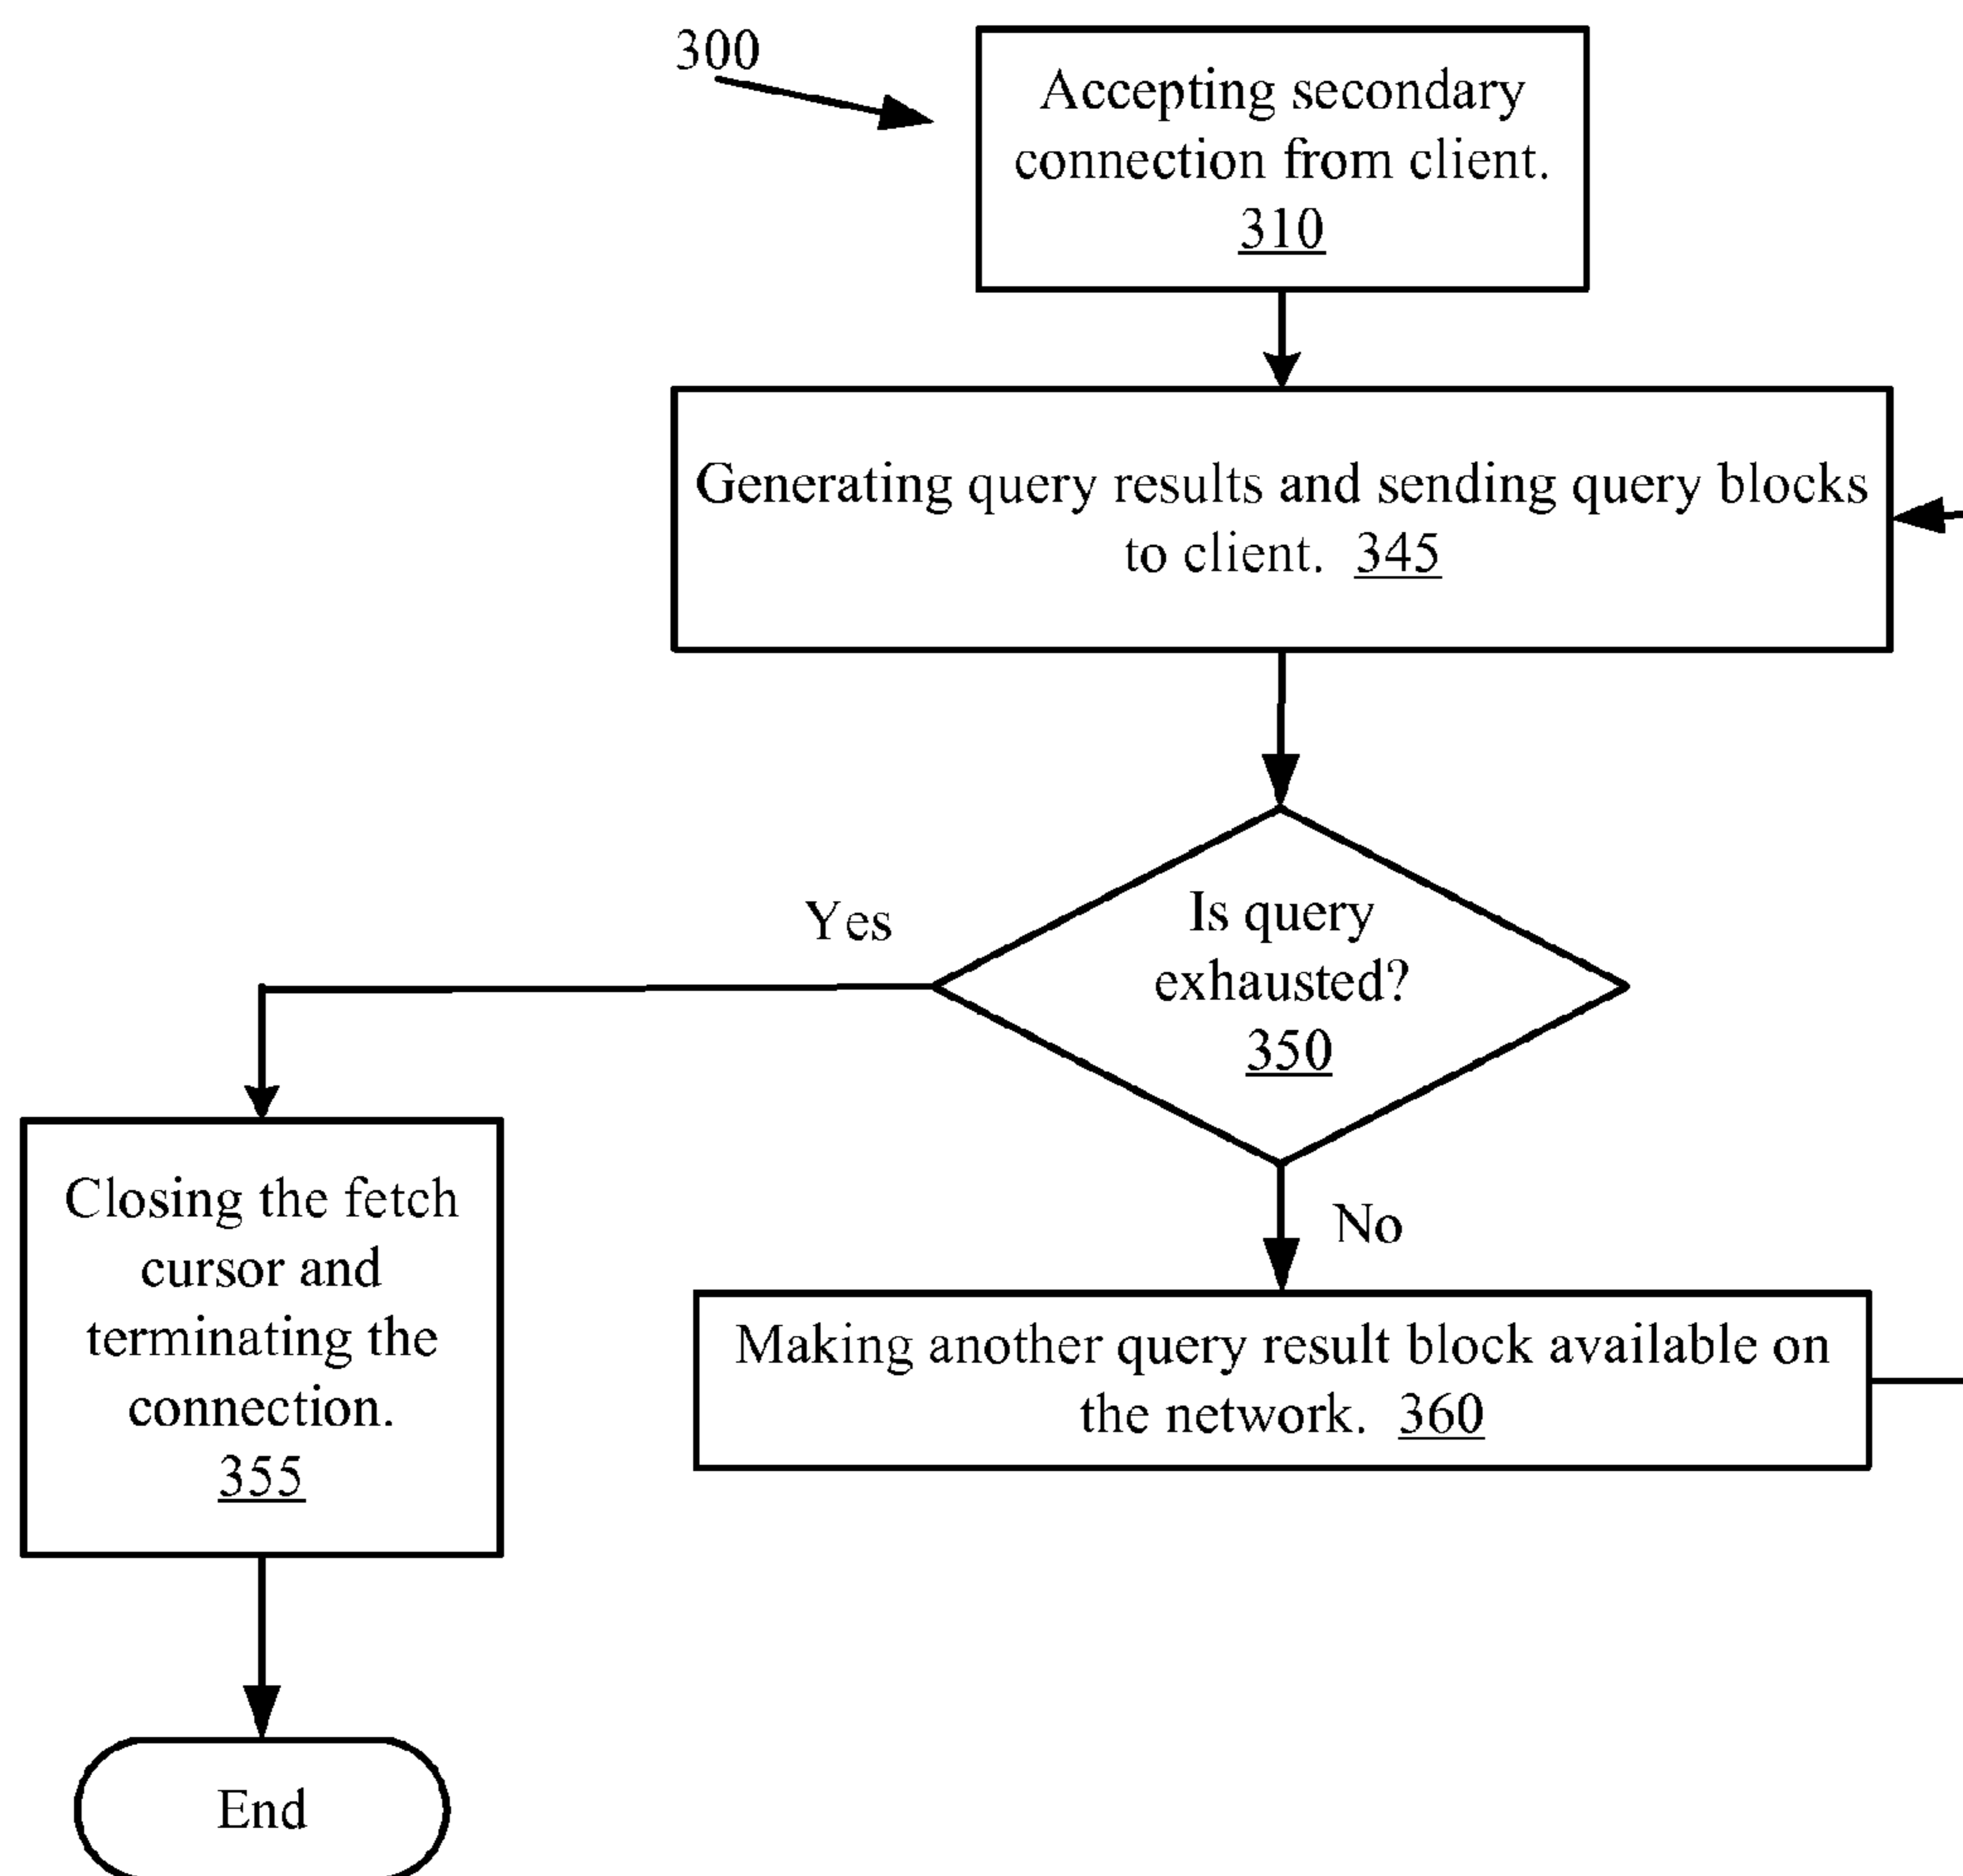 300
Accepting secondary
connection from client.
310
Generating query results and sending query blocks
to client. 345
Is query
exhausted?
350
Yes
No
Closing the fetch
cursor and
terminating the
connection.
355
Making another query result block available on
the network. 360
End